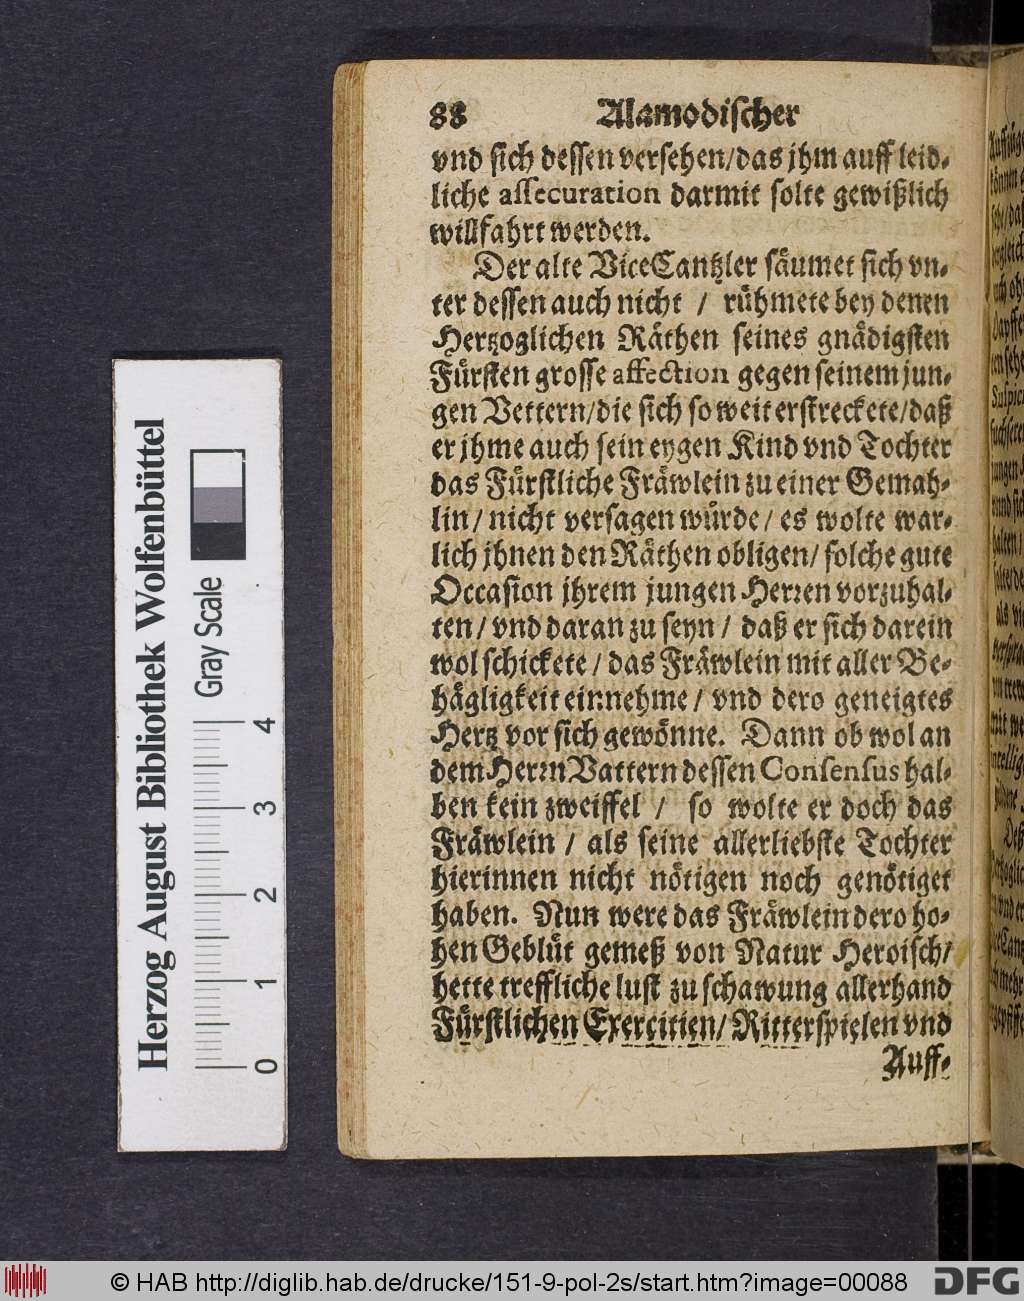 88 Alamodischer
vnd sich dessen versehen/das jhm auff leid-
liche assecuration darmit solte gewißlich
willfahrt werden.
Der alte ViceCantzler säumet sich vn-
ter dessen auch nicht / rühmete bey denen
Hertzoglichen Räthen seines gnädigsten
Fürsten grosse affection gegen seinem jun-
gen Vettern/die sich so weit erstreckete/daß
er jhme auch sein eygen Kind vnd Tochter
das Fürstliche Fräwlein zu einer Gemah-
lin/ nicht versagen würde/ es wolte war-
lich jhnen den Räthen obligen/ solche gute
Occasion jhrem jungen Herren vorzuhal-
ten/ vnd daran zu seyn/ daß er sich darein
wol schickete/das Fräwlein mit aller Be-
hägligkeit einnehme/ vnd dero geneigtes
Hertz vor sich gewönne. Dann ob wol an
dem Herrn Vattern dessen Consensus hal-
ben kein zweiffel / so wolte er doch das
Fräwlein / als seine allerliebste Tochter
hierinnen nicht nötigen noch genötiget
haben. Nun were das Fräwlein dero ho-
hen Geblüt gemeß von Natur Heroisch/
hette treffliche lust zu schawung allerhand
Fürstlichen Exercitien/ Ritterspielen vnd
Auff-
Herzog August Bibliothek Wolfenbüttel
Gray Scale
0 1 2 3 4
© HAB http://diglib.hab.de/drucke/151-9-pol-2s/start.htm?image=00088
DFG